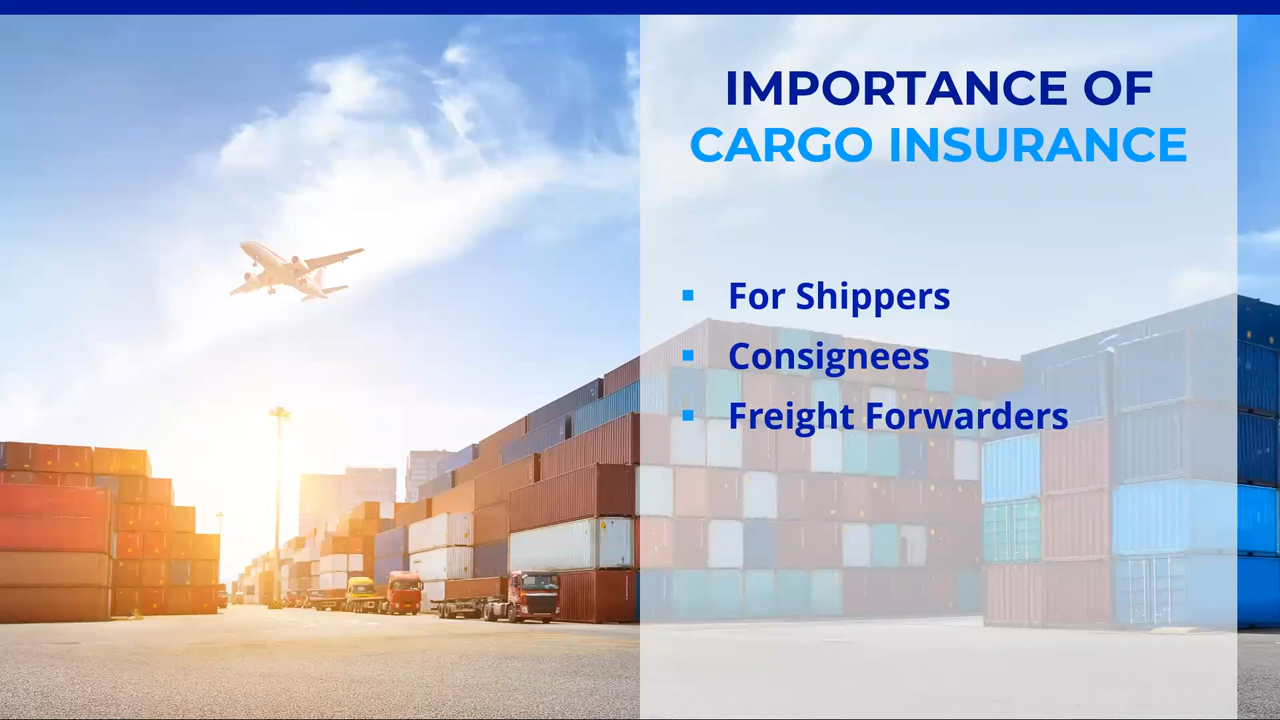 IMPORTANCE OF
CARGO INSURANCE
▪ For Shippers
▪ Consignees
▪ Freight Forwarders